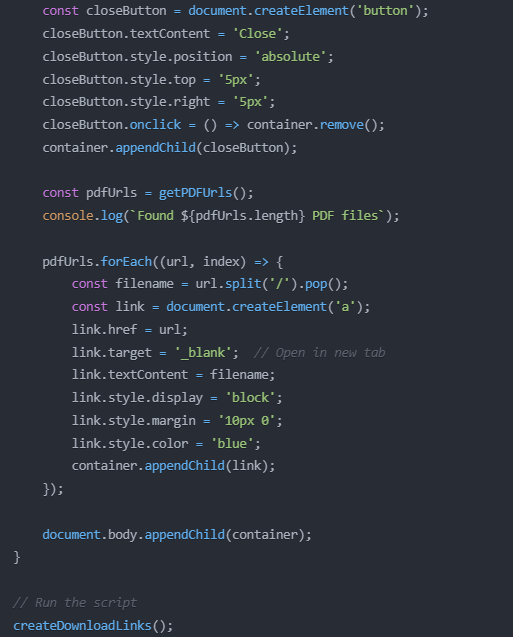 const closeButton = document.createElement('button');
    closeButton.textContent = 'Close';
    closeButton.style.position = 'absolute';
    closeButton.style.top = '5px';
    closeButton.style.right = '5px';
    closeButton.onclick = () => container.remove();
    container.appendChild(closeButton);

    const pdfUrls = getPDFUrls();
    console.log(`Found ${pdfUrls.length} PDF files`);

    pdfUrls.forEach((url, index) => {
        const filename = url.split('/').pop();
        const link = document.createElement('a');
        link.href = url;
        link.target = '_blank';  // Open in new tab
        link.textContent = filename;
        link.style.display = 'block';
        link.style.margin = '10px 0';
        link.style.color = 'blue';
        container.appendChild(link);
    });

    document.body.appendChild(container);
}

// Run the script
createDownloadLinks();